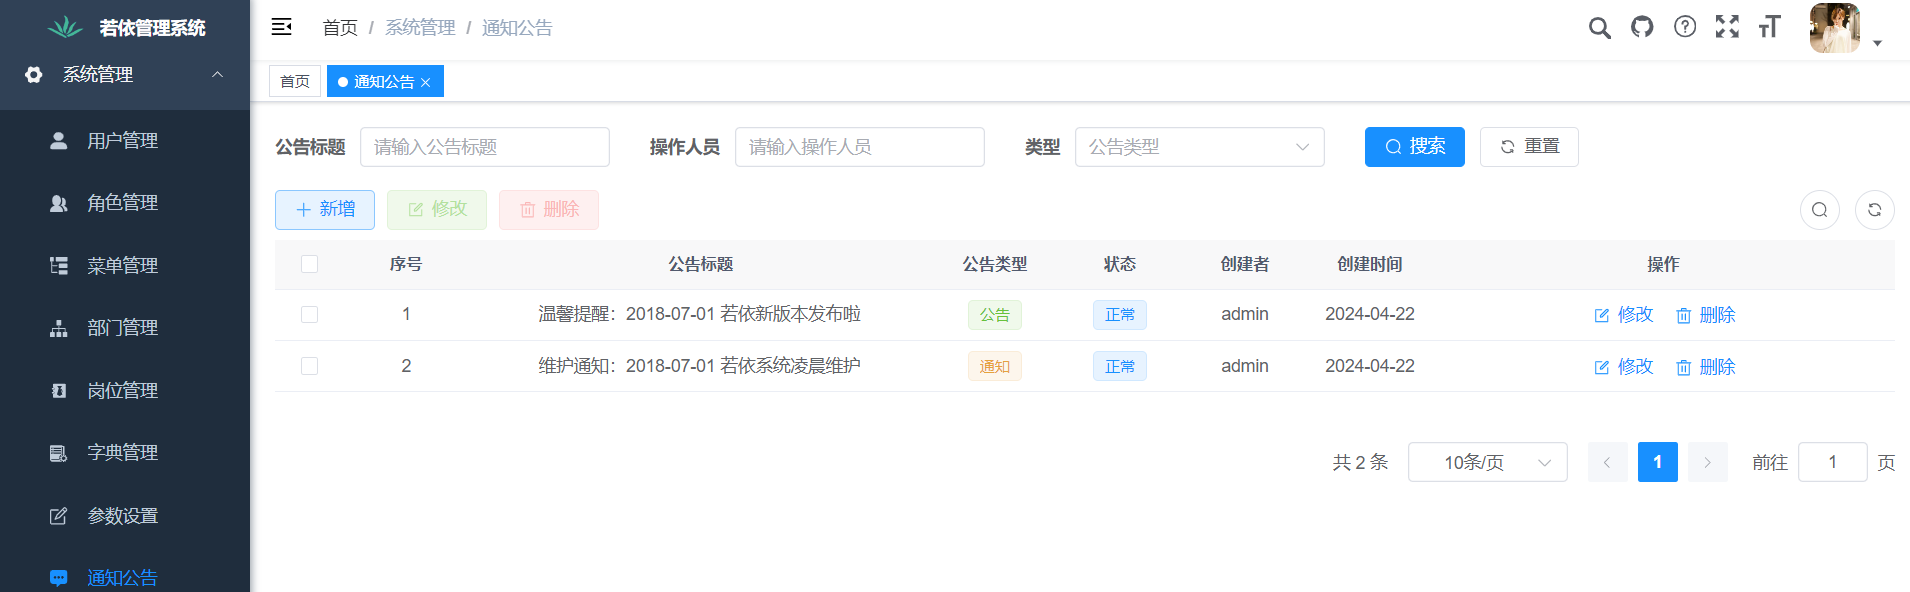 若依管理系统
首页 / 系统管理 / 通知公告
系统管理
首页 通知公告
用户管理
角色管理
菜单管理
部门管理
岗位管理
字典管理
参数设置
通知公告
公告标题 请输入公告标题 操作人员 请输入操作人员 类型 公告类型 搜索 重置
新增 修改 删除
序号 公告标题 公告类型 状态 创建者 创建时间 操作
1 温馨提醒：2018-07-01 若依新版本发布啦 公告 正常 admin 2024-04-22 修改 删除
2 维护通知：2018-07-01 若依系统凌晨维护 通知 正常 admin 2024-04-22 修改 删除
共 2 条 10条/页 1 前往 1 页